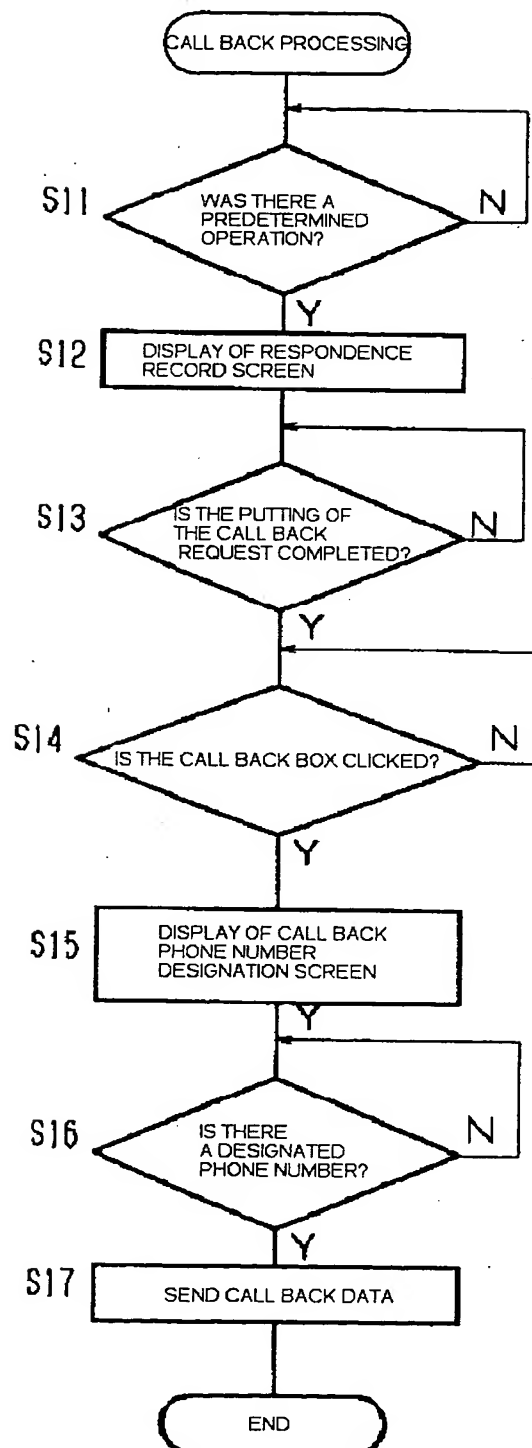 CALL BACK PROCESSING
S11
WAS THERE A
PREDETERMINED
OPERATION?
N
Y
S12
DISPLAY OF RESPONDENCE
RECORD SCREEN
S13
IS THE PUTTING OF
THE CALL BACK
REQUEST COMPLETED?
N
Y
S14
IS THE CALL BACK BOX CLICKED?
N
Y
S15
DISPLAY OF CALL BACK
PHONE NUMBER
DESIGNATION SCREEN
Y
S16
IS THERE
A DESIGNATED
PHONE NUMBER?
N
Y
S17
SEND CALL BACK DATA
END